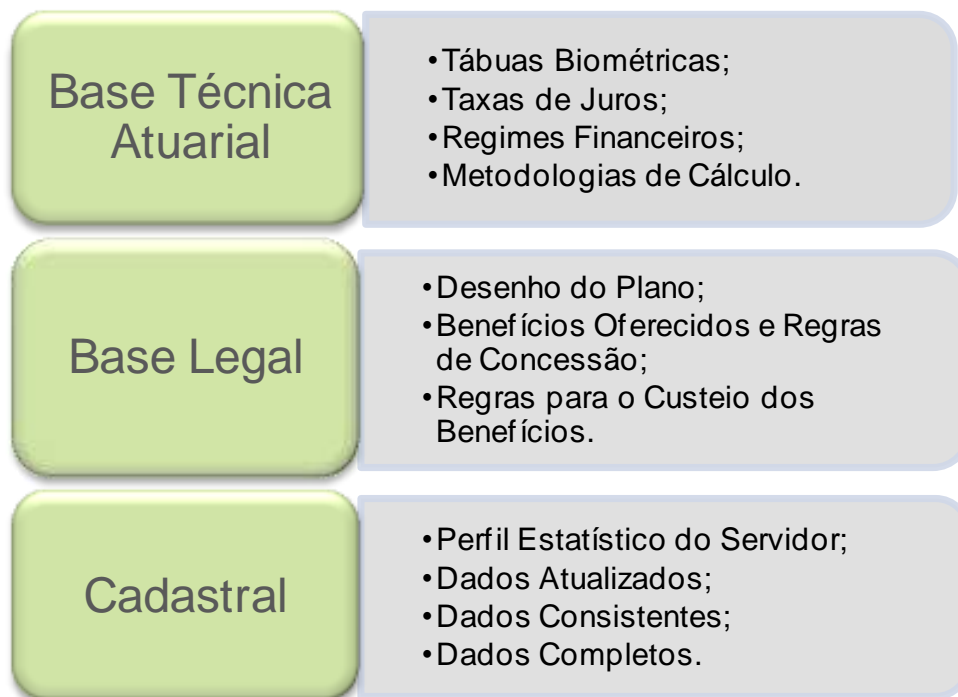 Base Técnica
Atuarial
•Tábuas Biométricas;
•Taxas de Juros;
•Regimes Financeiros;
•Metodologias de Cálculo.
Base Legal
•Desenho do Plano;
•Benefícios Oferecidos e Regras
de Concessão;
•Regras para o Custeio dos
Benefícios.
Cadastral
•Perfil Estatístico do Servidor;
•Dados Atualizados;
•Dados Consistentes;
•Dados Completos.